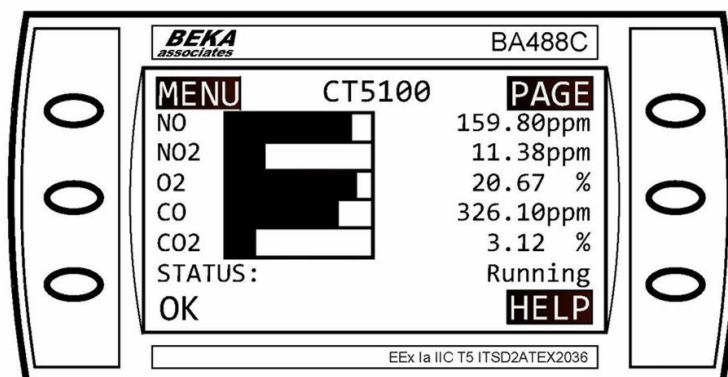 BEKA associates BA488C
MENU CT5100 PAGE
NO 159.80ppm
NO2 11.38ppm
O2 20.67 %
CO 326.10ppm
CO2 3.12 %
STATUS: Running
OK HELP
EEx Ia IIC T5 ITSD2ATEX2036